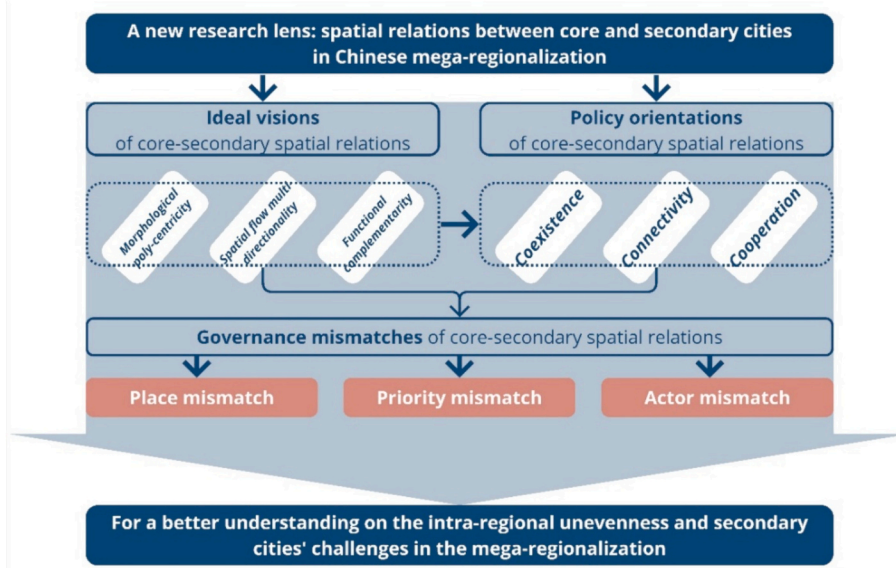 A new research lens: spatial relations between core and secondary cities
in Chinese mega-regionalization
Ideal visions
of core-secondary spatial relations
Policy orientations
of core-secondary spatial relations
Morphological
poly-centricity
Spatial flow multi-
directionality
Functional
complementarity
Coexistence
Connectivity
Cooperation
Governance mismatches of core-secondary spatial relations
Place mismatch
Priority mismatch
Actor mismatch
For a better understanding on the intra-regional unevenness and secondary
cities' challenges in the mega-regionalization